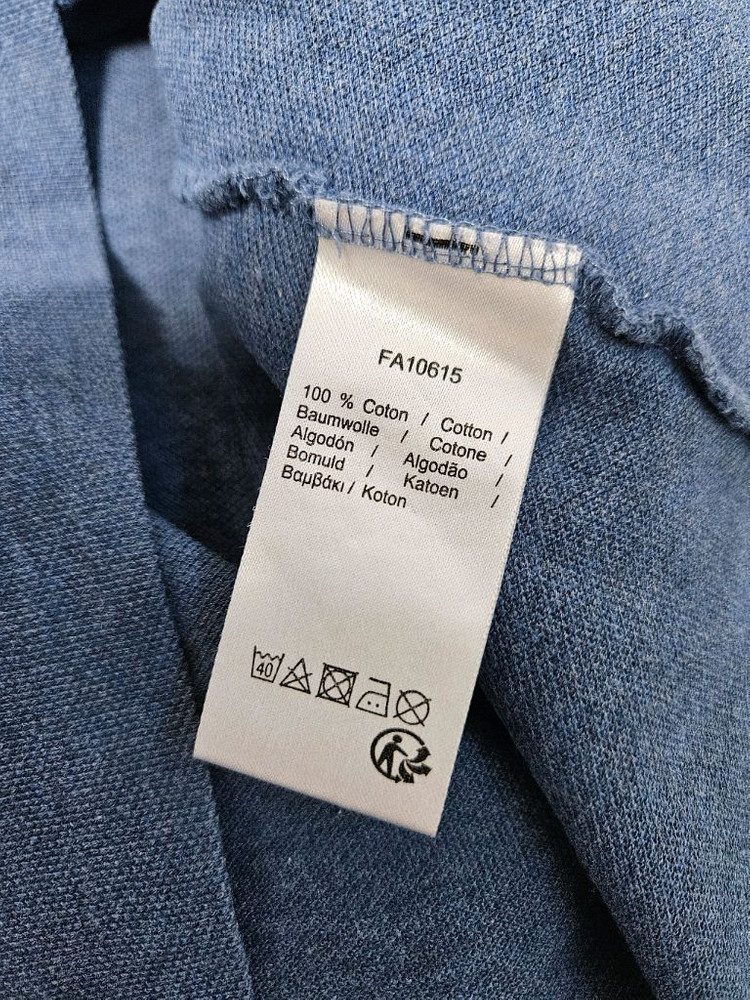 FA10615
100 % Coton / Cotton /
Baumwolle / Cotone /
Algodón / Algodão /
Bomuld / Katoen /
Βαμβάκι / Koton
40